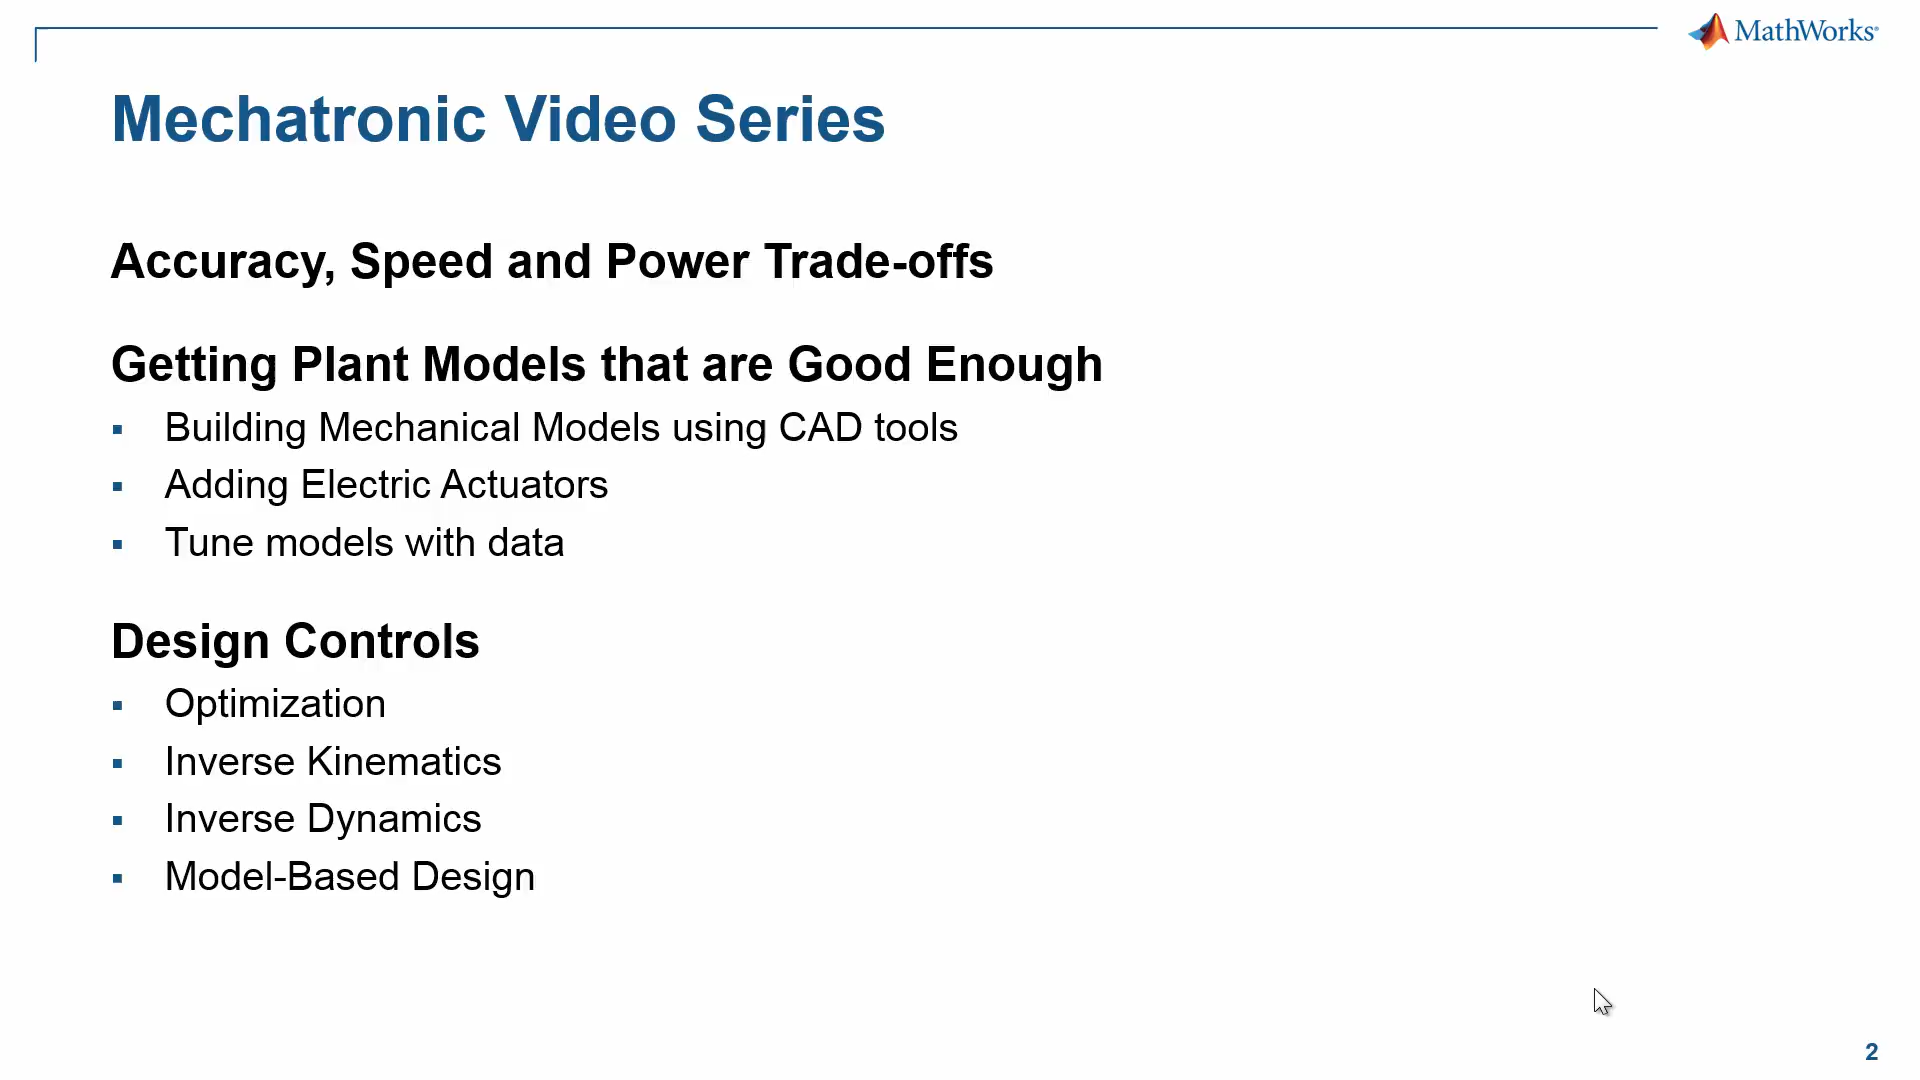 MathWorks®
Mechatronic Video Series
Accuracy, Speed and Power Trade-offs
Getting Plant Models that are Good Enough
▪ Building Mechanical Models using CAD tools
▪ Adding Electric Actuators
▪ Tune models with data
Design Controls
▪ Optimization
▪ Inverse Kinematics
▪ Inverse Dynamics
▪ Model-Based Design
2